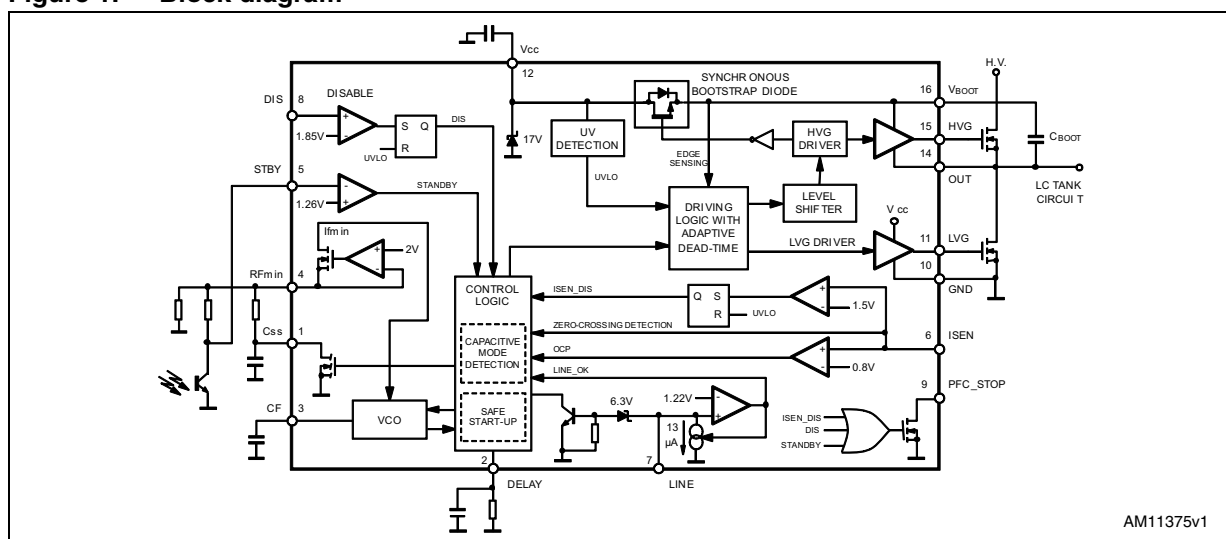 Figure 1. Block diagram
Vcc
12
SYNCHRONOUS
BOOTSTRAP DIODE
H.V.
16 VBOOT
DIS 8 DISABLE
1.85V
+
-
S Q
R
UVLO
DIS
17V
UV
DETECTION
UVLO
EDGE
SENSING
HVG
DRIVER
15 HVG
CBOOT
14
OUT
LC TANK
CIRCUIT
STBY 5
1.26V
-
+
STANDBY
DRIVING
LOGIC WITH
ADAPTIVE
DEAD-TIME
LEVEL
SHIFTER
Vcc
LVG DRIVER
11 LVG
10
GND
Ifmin
+
-
2V
RFmin 4
CONTROL
LOGIC
ISEN_DIS
Q S
R
UVLO
+
-
1.5V
ZERO-CROSSING DETECTION
6 ISEN
Css 1
CAPACITIVE
MODE
DETECTION
OCP
+
-
0.8V
LINE_OK
9 PFC_STOP
CF 3
VCO
SAFE
START-UP
6.3V
1.22V
-
+
13
µA
ISEN_DIS
DIS
STANDBY
2
DELAY
7
LINE
AM11375v1